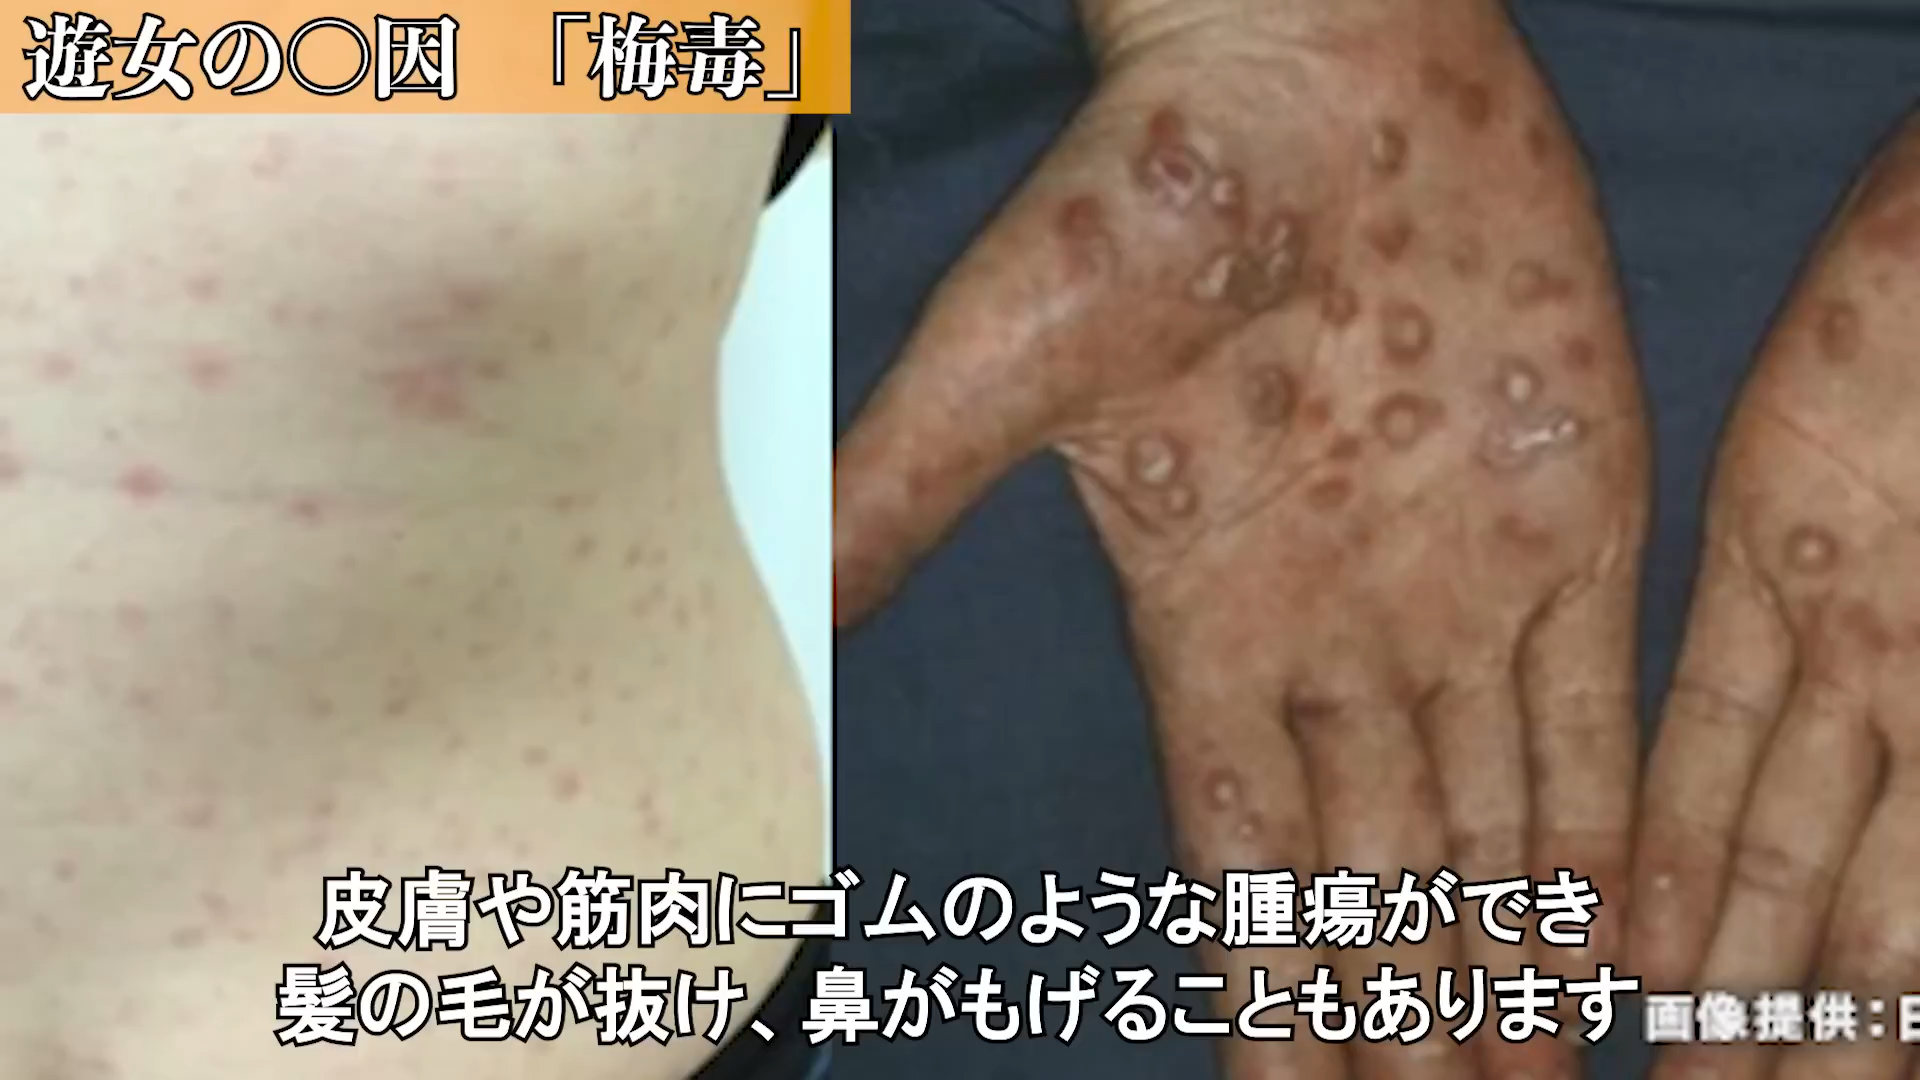 遊女の〇因 「梅毒」
皮膚や筋肉にゴムのような腫瘍ができ
髪の毛が抜け、鼻がもげることもあります
画像提供：日